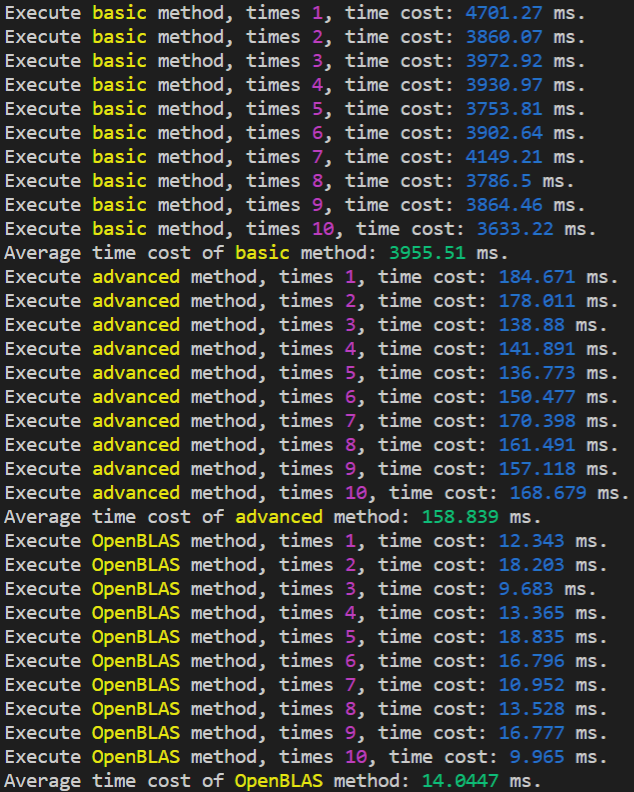 Execute basic method, times 1, time cost: 4701.27 ms.
Execute basic method, times 2, time cost: 3860.07 ms.
Execute basic method, times 3, time cost: 3972.92 ms.
Execute basic method, times 4, time cost: 3930.97 ms.
Execute basic method, times 5, time cost: 3753.81 ms.
Execute basic method, times 6, time cost: 3902.64 ms.
Execute basic method, times 7, time cost: 4149.21 ms.
Execute basic method, times 8, time cost: 3786.5 ms.
Execute basic method, times 9, time cost: 3864.46 ms.
Execute basic method, times 10, time cost: 3633.22 ms.
Average time cost of basic method: 3955.51 ms.
Execute advanced method, times 1, time cost: 184.671 ms.
Execute advanced method, times 2, time cost: 178.011 ms.
Execute advanced method, times 3, time cost: 138.88 ms.
Execute advanced method, times 4, time cost: 141.891 ms.
Execute advanced method, times 5, time cost: 136.773 ms.
Execute advanced method, times 6, time cost: 150.477 ms.
Execute advanced method, times 7, time cost: 170.398 ms.
Execute advanced method, times 8, time cost: 161.491 ms.
Execute advanced method, times 9, time cost: 157.118 ms.
Execute advanced method, times 10, time cost: 168.679 ms.
Average time cost of advanced method: 158.839 ms.
Execute OpenBLAS method, times 1, time cost: 12.343 ms.
Execute OpenBLAS method, times 2, time cost: 18.203 ms.
Execute OpenBLAS method, times 3, time cost: 9.683 ms.
Execute OpenBLAS method, times 4, time cost: 13.365 ms.
Execute OpenBLAS method, times 5, time cost: 18.835 ms.
Execute OpenBLAS method, times 6, time cost: 16.796 ms.
Execute OpenBLAS method, times 7, time cost: 10.952 ms.
Execute OpenBLAS method, times 8, time cost: 13.528 ms.
Execute OpenBLAS method, times 9, time cost: 16.777 ms.
Execute OpenBLAS method, times 10, time cost: 9.965 ms.
Average time cost of OpenBLAS method: 14.0447 ms.